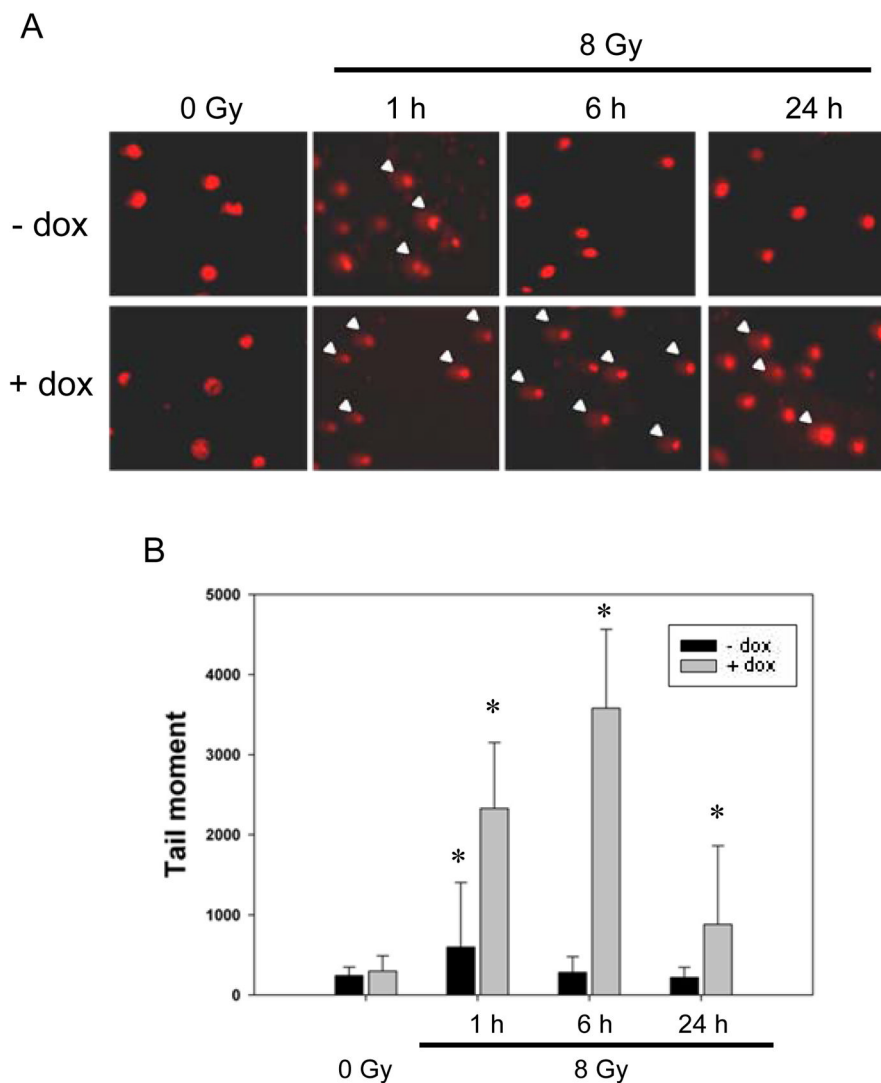 A
8 Gy
0 Gy 1 h 6 h 24 h
- dox
+ dox
B
5000
4000
3000
2000
1000
0
Tail moment
- dox
+ dox
*
*
*
*
1 h 6 h 24 h
0 Gy 8 Gy